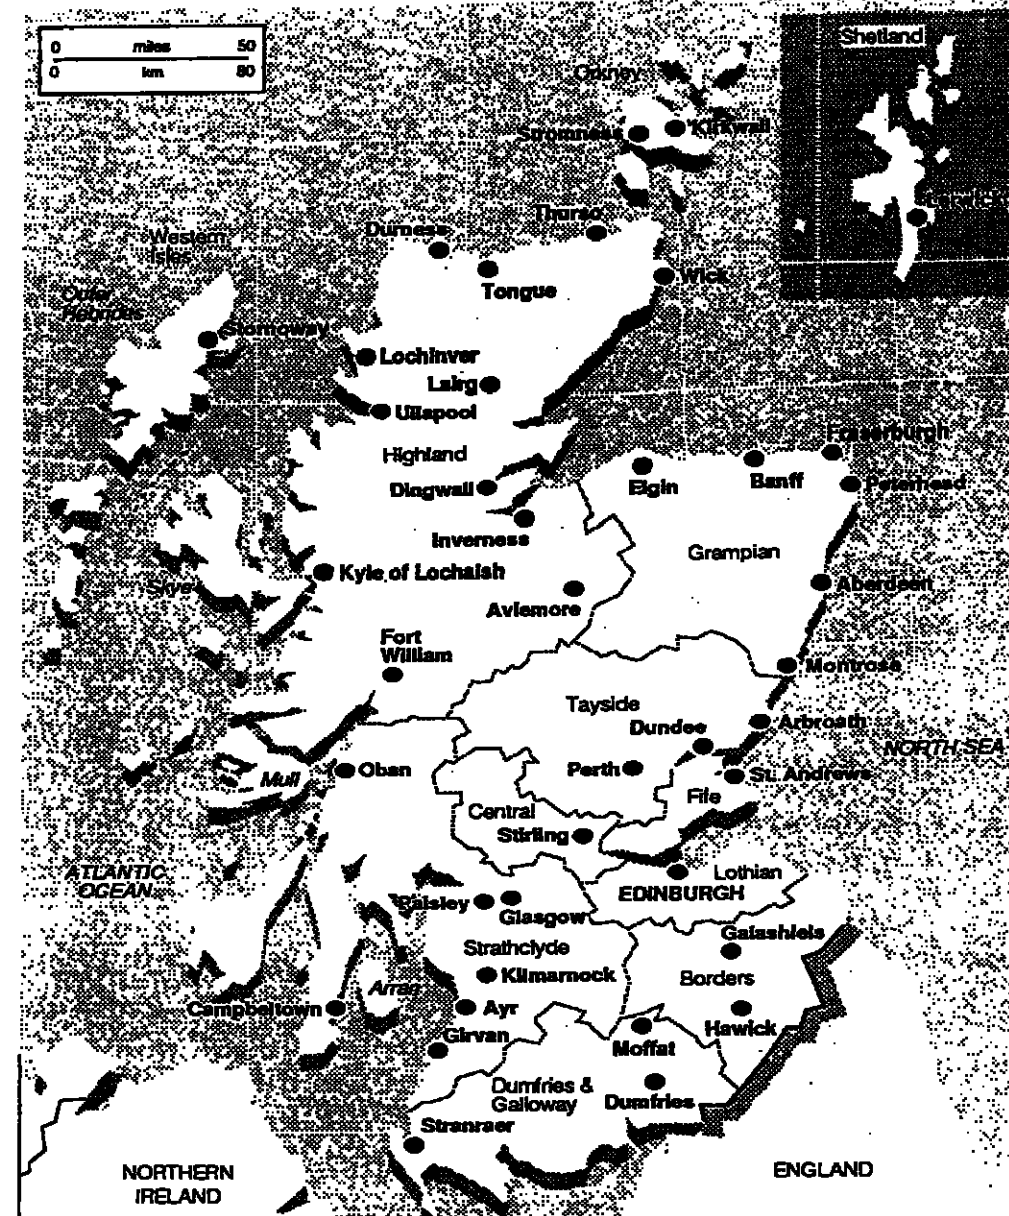 0 miles 50
0 km 80
Shetland
Orkney
Stromness
Kirkwall
Lerwick
Thurso
Durness
Western
Isles
Tongue
Wick
Outer
Hebrides
Stornoway
Lochinver
Lairg
Ullapool
Highland
Fraserburgh
Dingwall
Elgin
Banff
Peterhead
Inverness
Grampian
Kyle of Lochalsh
Skye
Aviemore
Aberdeen
Fort
William
Montrose
Tayside
Dundee
Arbroath
NORTH SEA
Mull
Oban
Perth
St. Andrews
Fife
Central
Stirling
ATLANTIC
OCEAN
Lothian
EDINBURGH
Paisley
Glasgow
Galashiels
Strathclyde
Kilmarnock
Borders
Arran
Campbeltown
Ayr
Hawick
Girvan
Moffat
Dumfries &
Galloway
Dumfries
Stranraer
NORTHERN
IRELAND
ENGLAND